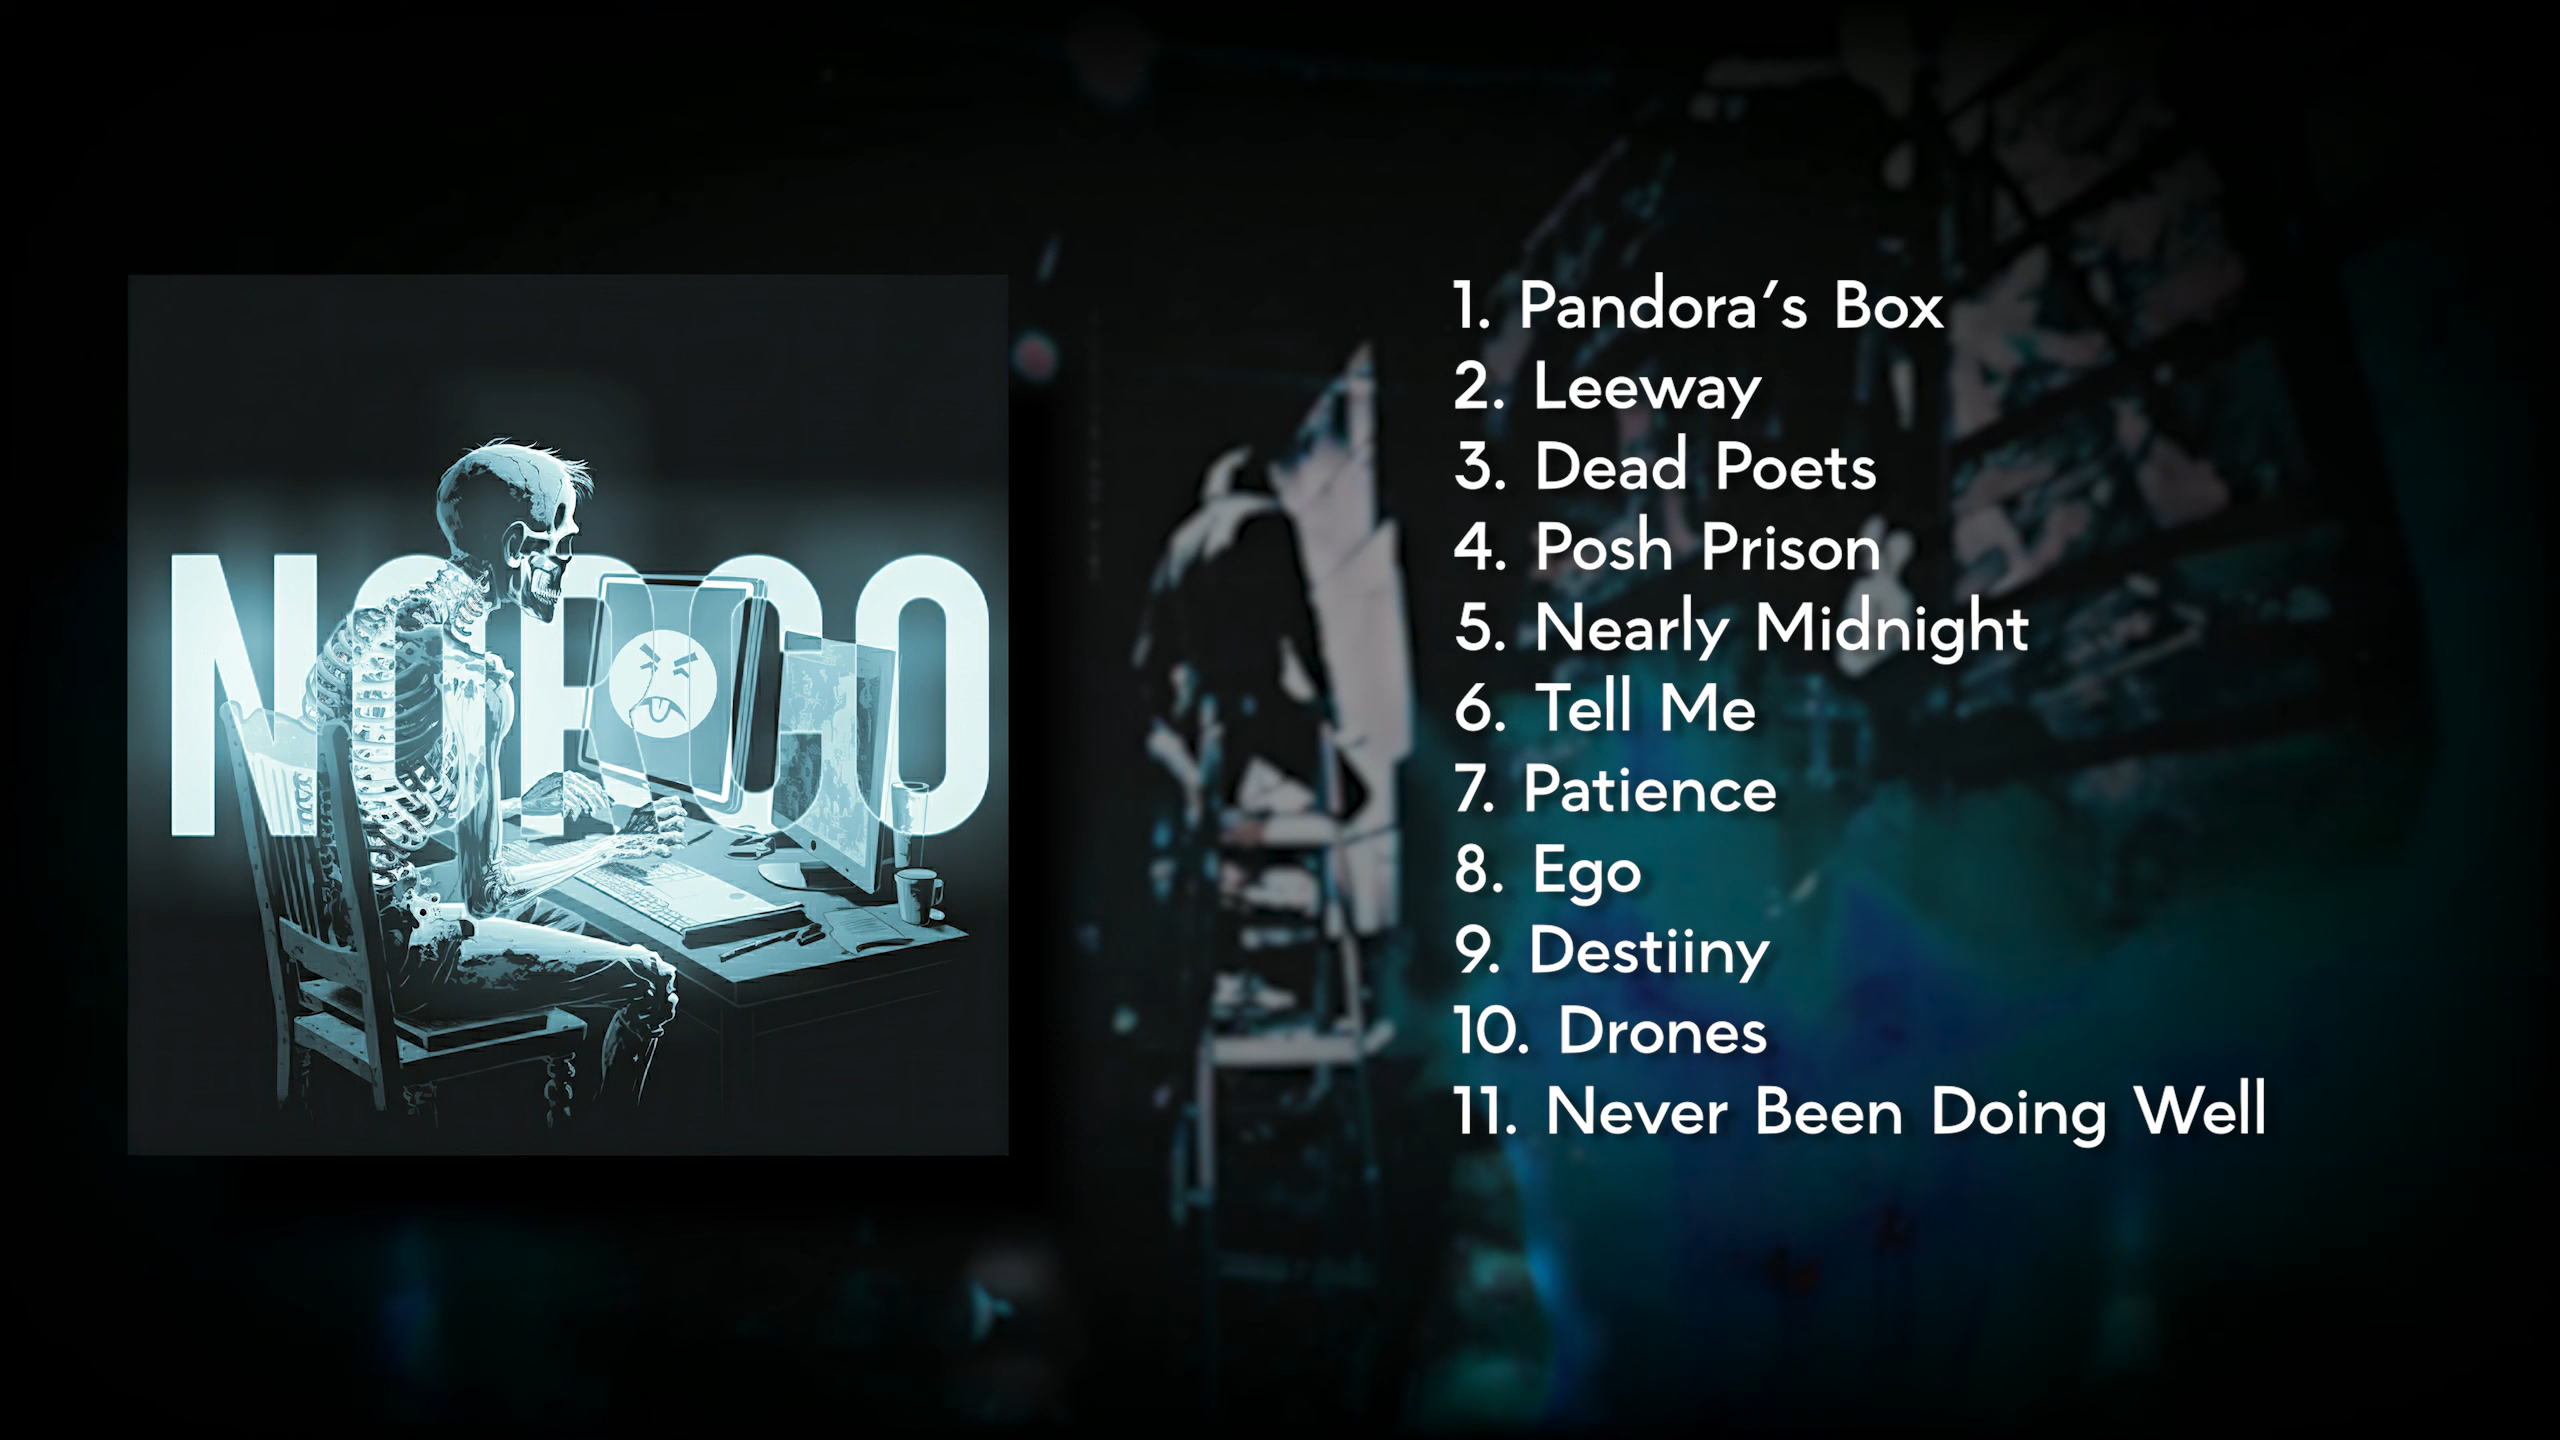 NORCO
1. Pandora's Box
2. Leeway
3. Dead Poets
4. Posh Prison
5. Nearly Midnight
6. Tell Me
7. Patience
8. Ego
9. Destiiny
10. Drones
11. Never Been Doing Well